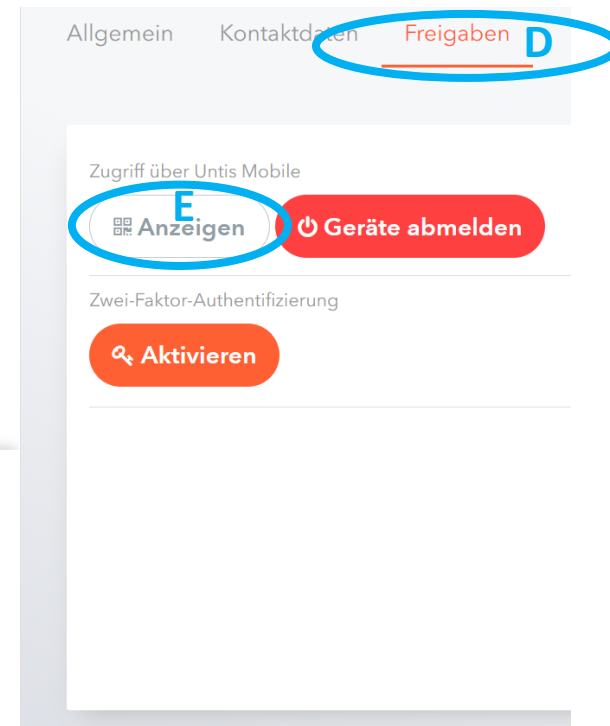 Allgemein Kontaktdaten Freigaben D
Zugriff über Untis Mobile
E
Anzeigen Geräte abmelden
Zwei-Faktor-Authentifizierung
Aktivieren